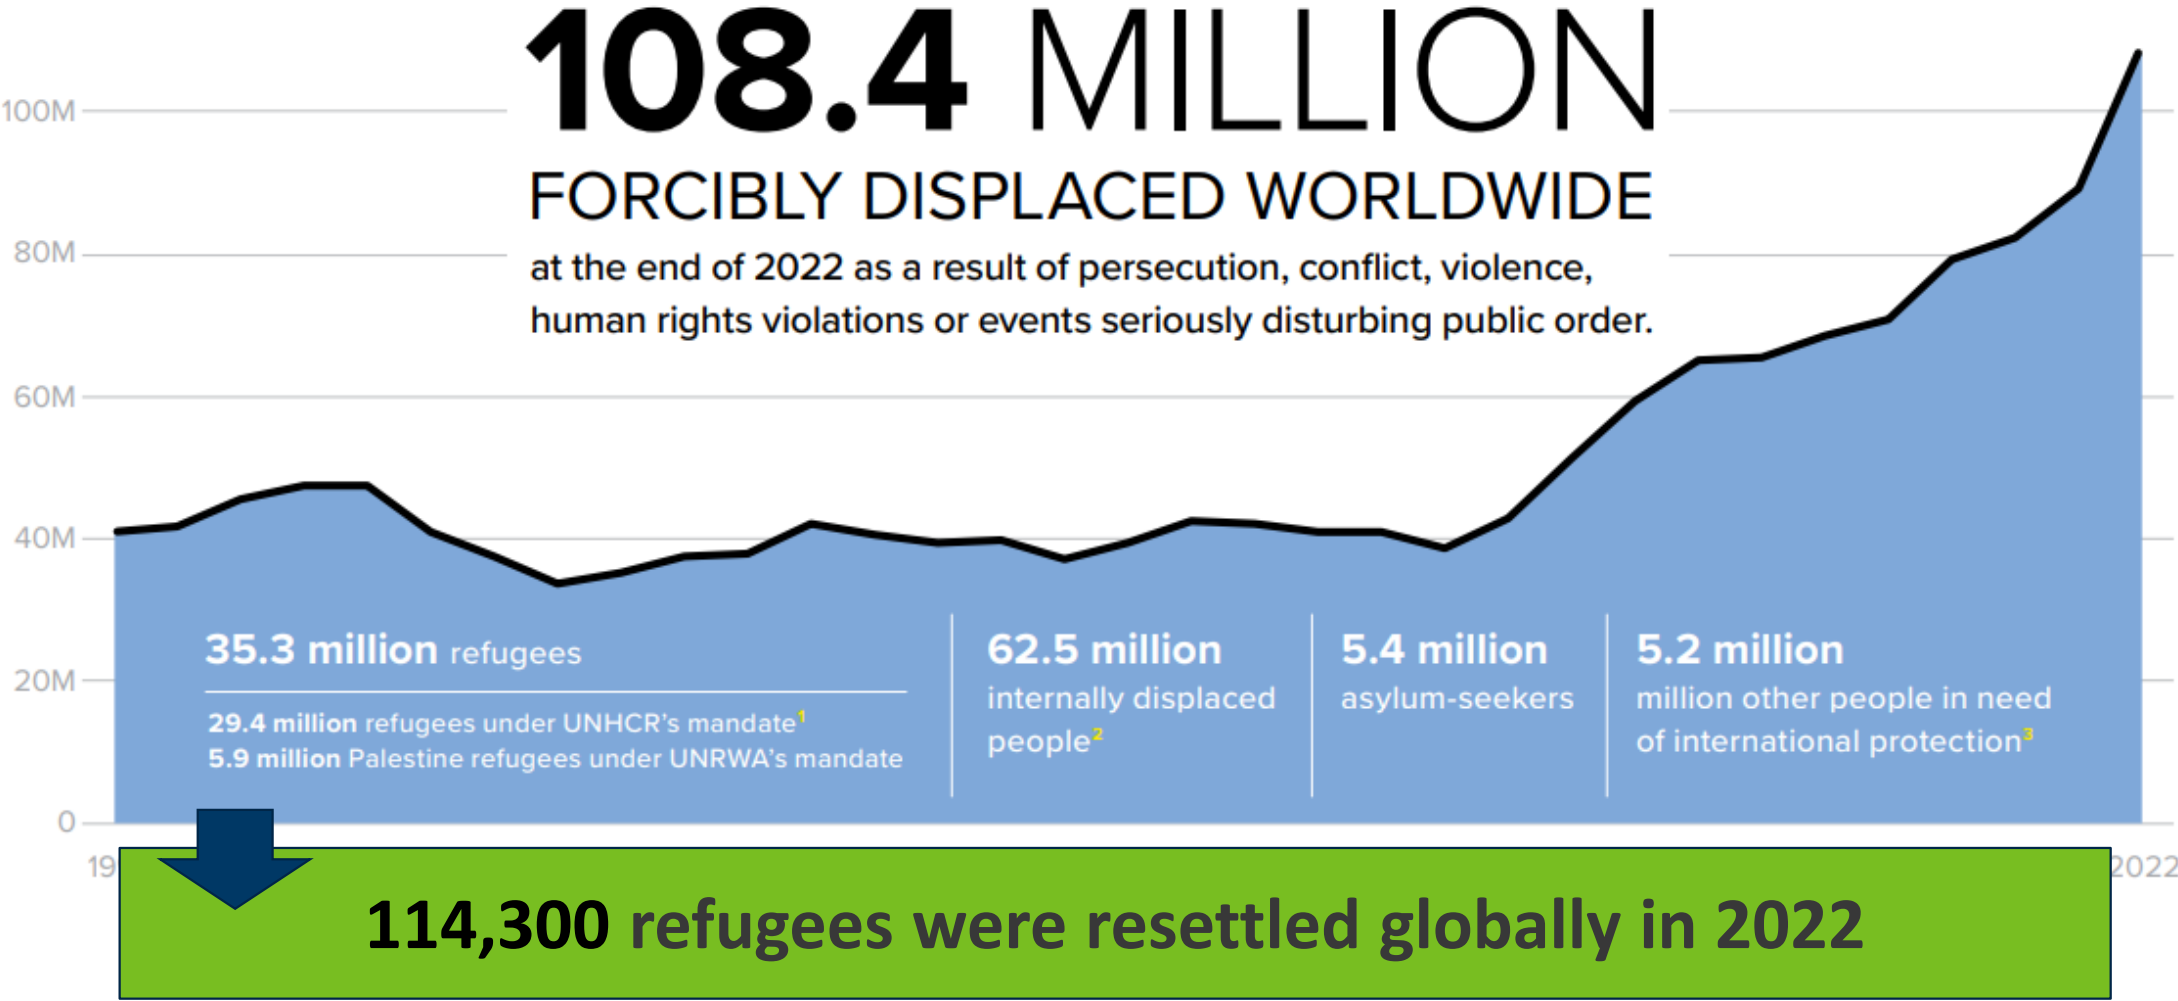 108.4 MILLION
FORCIBLY DISPLACED WORLDWIDE
at the end of 2022 as a result of persecution, conflict, violence,
human rights violations or events seriously disturbing public order.
100M
80M
60M
40M
20M
0
35.3 million refugees
29.4 million refugees under UNHCR's mandate¹
5.9 million Palestine refugees under UNRWA's mandate
62.5 million
internally displaced
people²
5.4 million
asylum-seekers
5.2 million
million other people in need
of international protection³
19
2022
114,300 refugees were resettled globally in 2022